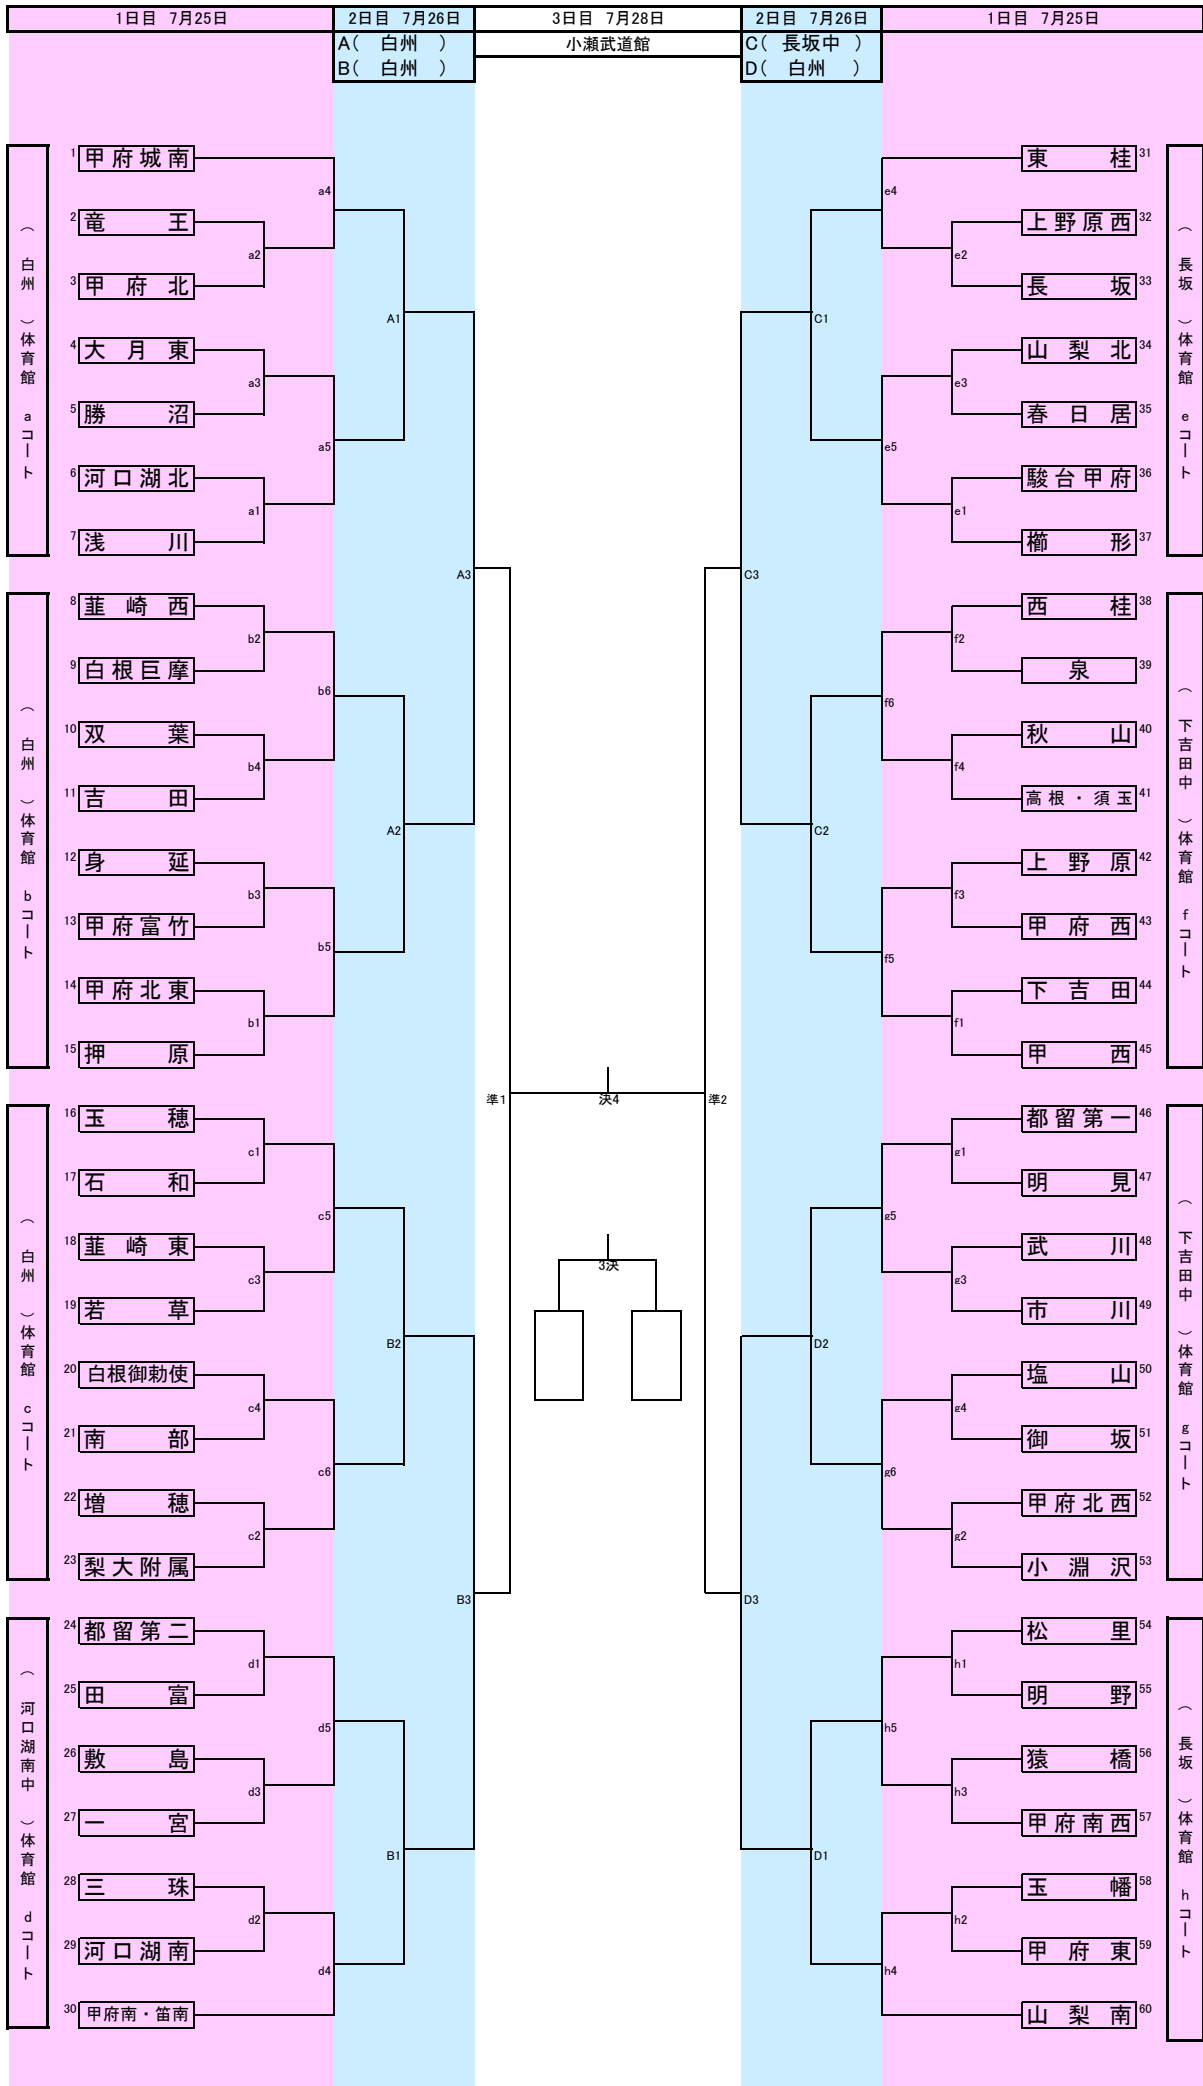 1日目 7月25日
2日目 7月26日
3日目 7月28日
2日目 7月26日
1日目 7月25日
A( 白州 )
B( 白州 )
小瀬武道館
C( 長坂中 )
D( 白州 )
( 白州 )体育館 aコート
1 甲府城南
2 竜王
3 甲府北
4 大月東
5 勝沼
6 河口湖北
7 浅川
a4
a2
a3
a5
a1
A1
( 白州 )体育館 bコート
8 韮崎西
9 白根巨摩
10 双葉
11 吉田
12 身延
13 甲府富竹
14 甲府北東
15 押原
b2
b6
b4
b3
b5
b1
A2
A3
( 白州 )体育館 cコート
16 玉穂
17 石和
18 韮崎東
19 若草
20 白根御勅使
21 南部
22 増穂
23 梨大附属
c1
c5
c3
c4
c6
c2
B2
( 河口湖南中 )体育館 dコート
24 都留第二
25 田富
26 敷島
27 一宮
28 三珠
29 河口湖南
30 甲府南・笛南
d1
d5
d3
d2
d4
B1
B3
準1
決4
準2
3決
東桂 31
上野原西 32
長坂 33
山梨北 34
春日居 35
駿台甲府 36
櫛形 37
e4
e2
e3
e5
e1
C1
( 長坂 )体育館 eコート
西桂 38
泉 39
秋山 40
高根・須玉 41
上野原 42
甲府西 43
下吉田 44
甲西 45
f2
f6
f4
f3
f5
f1
C2
C3
( 下吉田中 )体育館 fコート
都留第一 46
明見 47
武川 48
市川 49
塩山 50
御坂 51
甲府北西 52
小淵沢 53
g1
g5
g3
g4
g6
g2
D2
( 下吉田中 )体育館 gコート
松里 54
明野 55
猿橋 56
甲府南西 57
玉幡 58
甲府東 59
山梨南 60
h1
h5
h3
h2
h4
D1
D3
( 長坂 )体育館 hコート